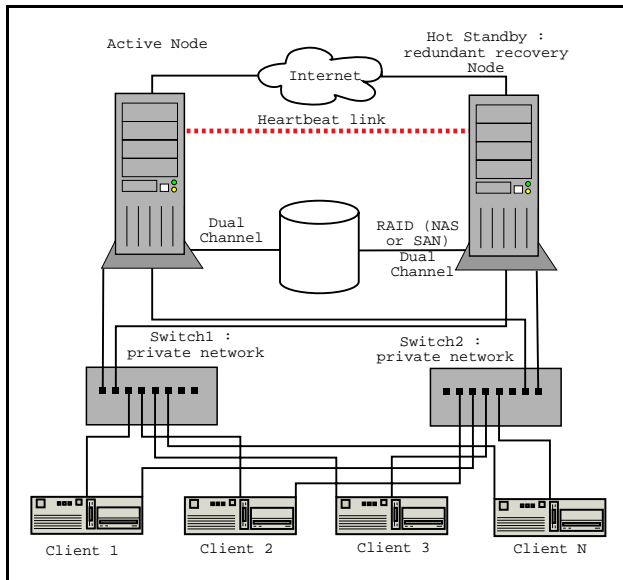 Active Node
Hot Standby :
redundant recovery
Node
Internet
Heartbeat link
Dual
Channel
RAID (NAS
or SAN)
Dual
Channel
Switch1 :
private network
Switch2 :
private network
Client 1
Client 2
Client 3
Client N